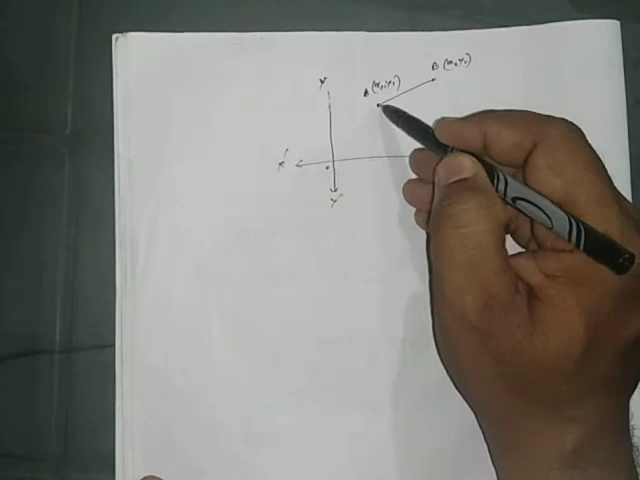 B (x₂, y₂)
A (x₁, y₁)
Y
X'
O
Y'